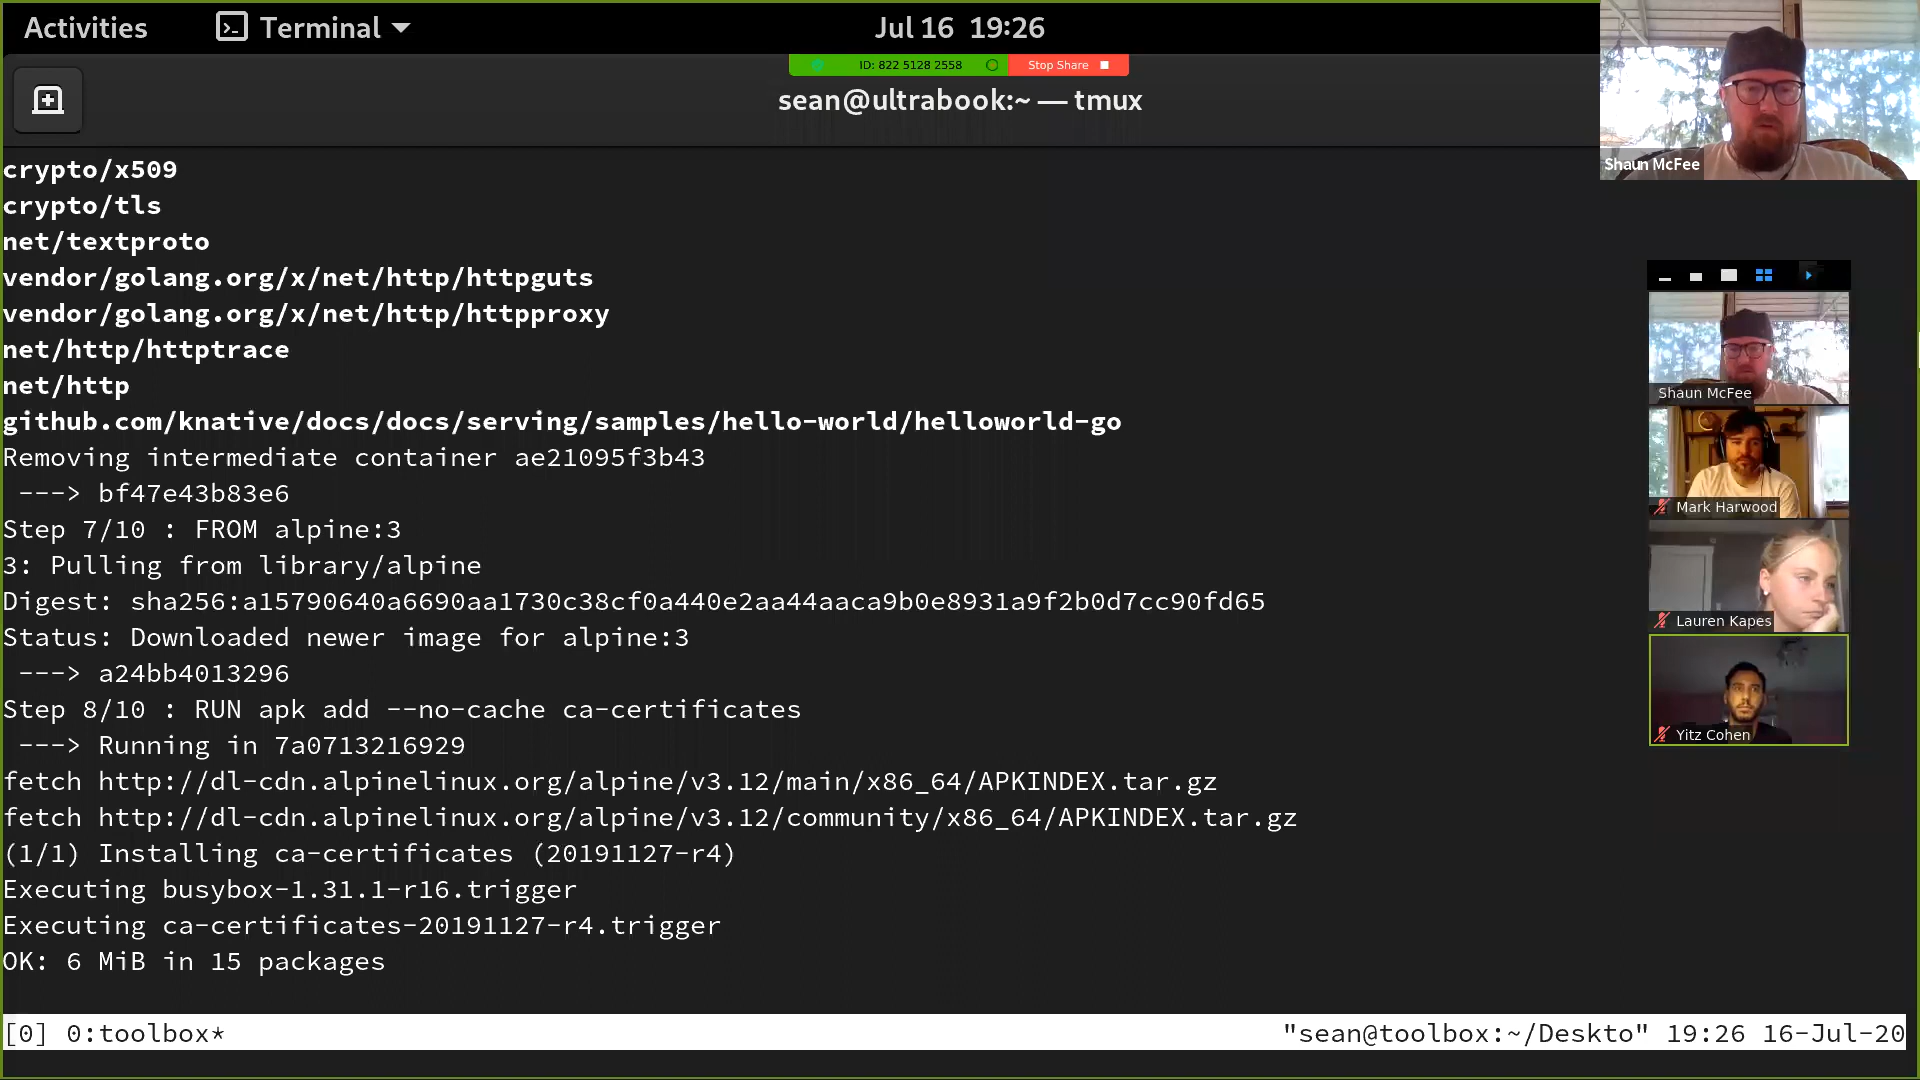 Activities
Terminal
Jul 16 19:26
ID: 822 5128 2558
Stop Share
sean@ultrabook:~ — tmux
Shaun McFee
crypto/x509
crypto/tls
net/textproto
vendor/golang.org/x/net/http/httpguts
vendor/golang.org/x/net/http/httpproxy
net/http/httptrace
net/http
github.com/knative/docs/docs/serving/samples/hello-world/helloworld-go
Removing intermediate container ae21095f3b43
---> bf47e43b83e6
Step 7/10 : FROM alpine:3
3: Pulling from library/alpine
Digest: sha256:a15790640a6690aa1730c38cf0a440e2aa44aaca9b0e8931a9f2b0d7cc90fd65
Status: Downloaded newer image for alpine:3
---> a24bb4013296
Step 8/10 : RUN apk add --no-cache ca-certificates
---> Running in 7a0713216929
fetch http://dl-cdn.alpinelinux.org/alpine/v3.12/main/x86_64/APKINDEX.tar.gz
fetch http://dl-cdn.alpinelinux.org/alpine/v3.12/community/x86_64/APKINDEX.tar.gz
(1/1) Installing ca-certificates (20191127-r4)
Executing busybox-1.31.1-r16.trigger
Executing ca-certificates-20191127-r4.trigger
OK: 6 MiB in 15 packages
Shaun McFee
Mark Harwood
Lauren Kapes
Yitz Cohen
[0] 0:toolbox*
"sean@toolbox:~/Deskto" 19:26 16-Jul-20